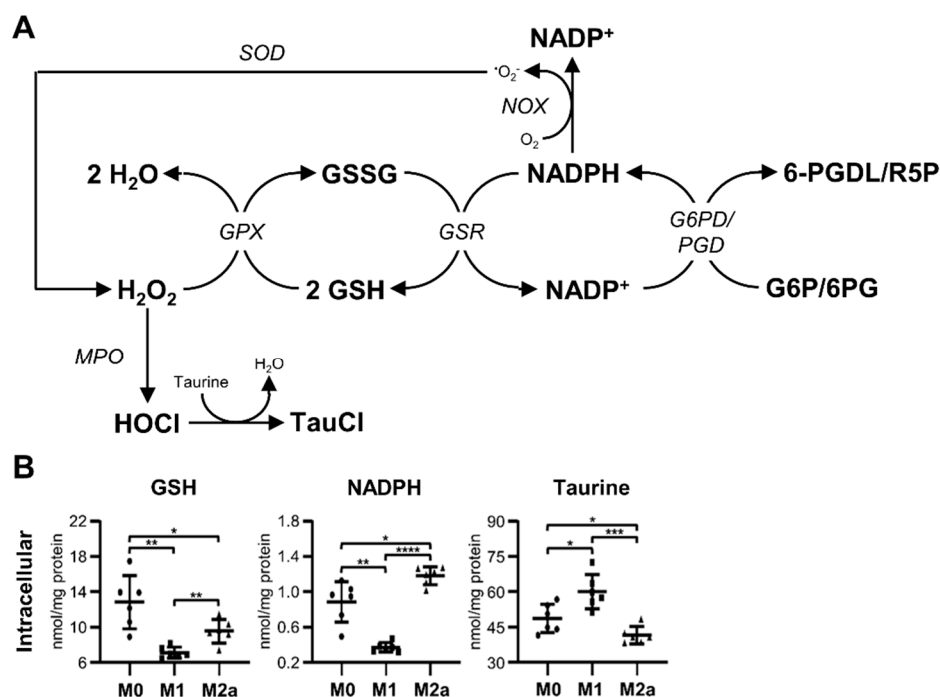 A
NADP⁺
SOD
•O₂⁻
NOX
O₂
2 H₂O
GSSG
NADPH
6-PGDL/R5P
GPX
GSR
G6PD/
PGD
H₂O₂
2 GSH
NADP⁺
G6P/6PG
MPO
Taurine
H₂O
HOCl
TauCl
B
Intracellular
GSH
nmol/mg protein
22
18
14
10
6
*
**
**
M0 M1 M2a
NADPH
nmol/mg protein
1.8
1.4
1.0
0.6
0.2
*
****
**
M0 M1 M2a
Taurine
nmol/mg protein
90
75
60
45
30
*
***
*
M0 M1 M2a